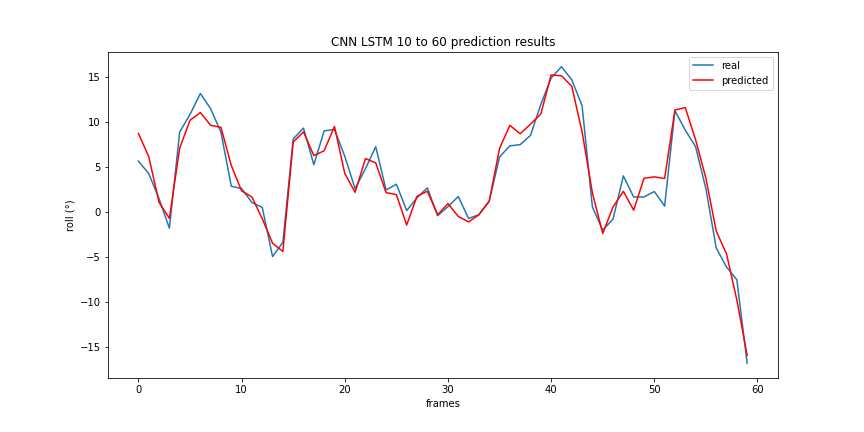 CNN LSTM 10 to 60 prediction results
real
predicted
15
10
5
0
−5
−10
−15
roll (°)
0
10
20
30
40
50
60
frames